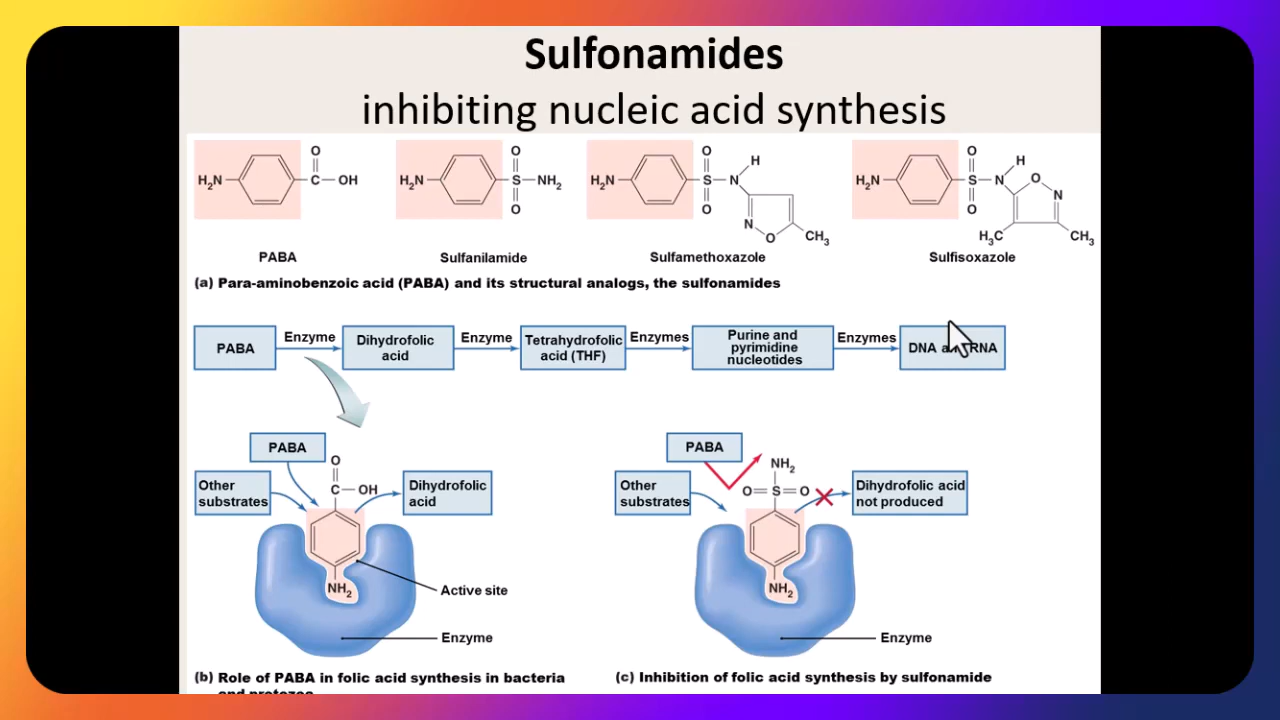 Sulfonamides
inhibiting nucleic acid synthesis
H₂N
O
C
OH
H₂N
O
S
NH₂
O
H₂N
O
S
O
N
H
N
O
CH₃
H₂N
O
S
O
N
H
O
N
H₃C
CH₃
PABA
Sulfanilamide
Sulfamethoxazole
Sulfisoxazole
(a) Para-aminobenzoic acid (PABA) and its structural analogs, the sulfonamides
PABA
Enzyme
Dihydrofolic
acid
Enzyme
Tetrahydrofolic
acid (THF)
Enzymes
Purine and
pyrimidine
nucleotides
Enzymes
DNA RNA
PABA
Other
substrates
O
C
OH
Dihydrofolic
acid
NH₂
Active site
Enzyme
(b) Role of PABA in folic acid synthesis in bacteria
and protozoa
PABA
Other
substrates
NH₂
O
S
O
Dihydrofolic acid
not produced
NH₂
Enzyme
(c) Inhibition of folic acid synthesis by sulfonamide